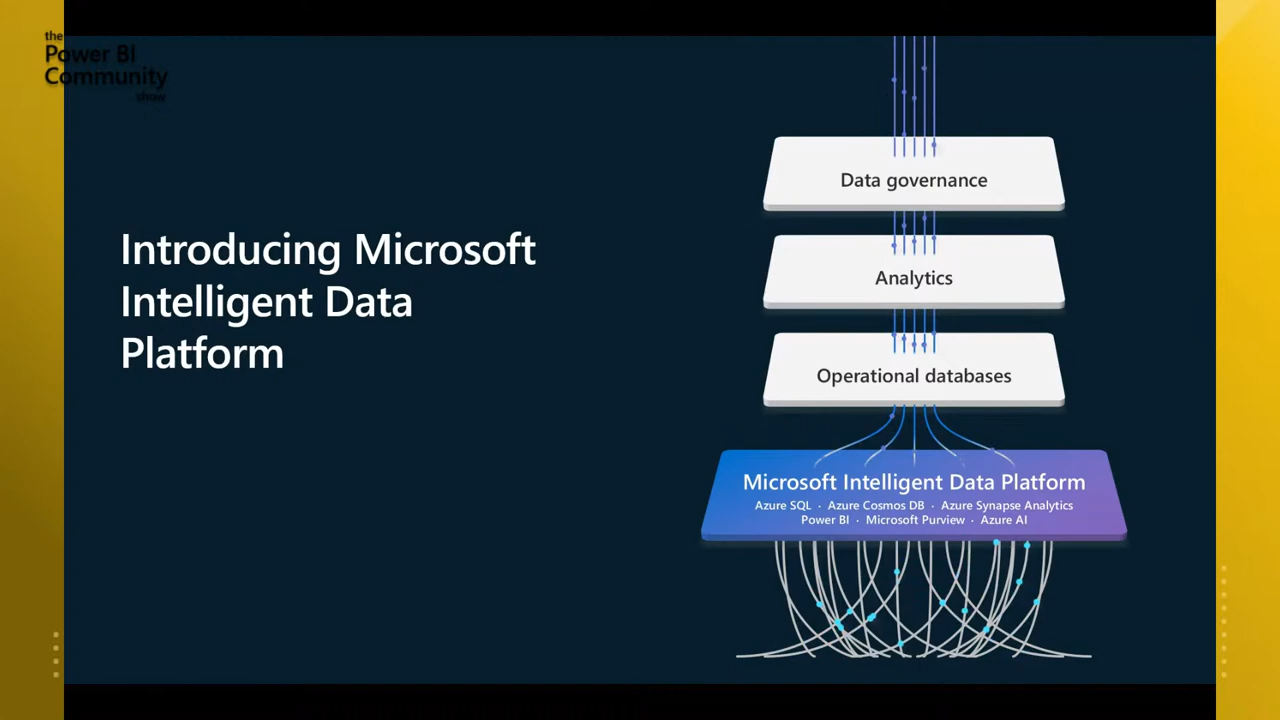 the
Power BI
Community
show
Introducing Microsoft
Intelligent Data
Platform
Data governance
Analytics
Operational databases
Microsoft Intelligent Data Platform
Azure SQL · Azure Cosmos DB · Azure Synapse Analytics
Power BI · Microsoft Purview · Azure AI